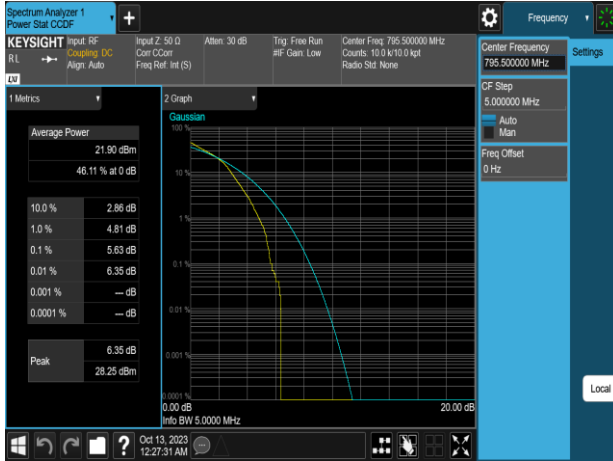 Spectrum Analyzer 1
Power Stat CCDF
+
Frequency
KEYSIGHT
RL
LXI
Input: RF
Coupling: DC
Align: Auto
Input Z: 50 Ω
Corr CCorr
Freq Ref: Int (S)
Atten: 30 dB
Trig: Free Run
#IF Gain: Low
Center Freq: 795.500000 MHz
Counts: 10.0 k/10.0 kpt
Radio Std: None
Center Frequency
795.500000 MHz
Settings
CF Step
5.000000 MHz
Auto
Man
Freq Offset
0 Hz
Local
1 Metrics
Average Power
21.90 dBm
46.11 % at 0 dB
10.0 % 2.86 dB
1.0 % 4.81 dB
0.1 % 5.63 dB
0.01 % 6.35 dB
0.001 % --- dB
0.0001 % --- dB
Peak 6.35 dB
28.25 dBm
2 Graph
Gaussian
100 %
10 %
1 %
0.1 %
0.01 %
0.001 %
0.0001 %
0.00 dB 20.00 dB
Info BW 5.0000 MHz
?
Oct 13, 2023
12:27:31 AM